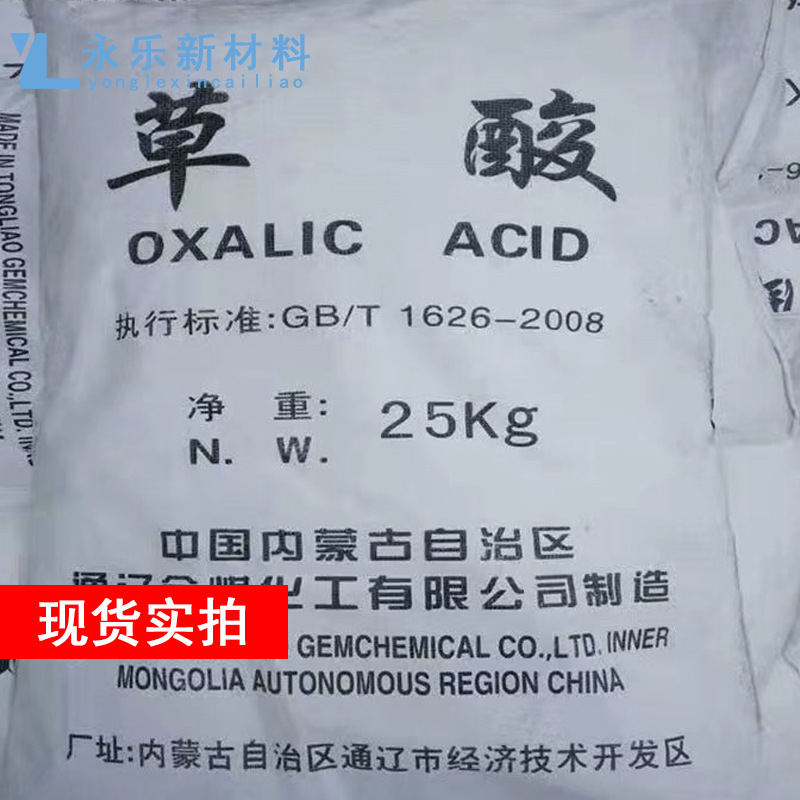 永乐新材料
yonglexincailiao
草 酸
OXALIC ACID
执行标准:GB/T 1626-2008
净 重: 25Kg
N. W.
中国内蒙古自治区
通辽金煤化工有限公司制造
现货实拍
GEMCHEMICAL CO.,LTD. INNER
MONGOLIA AUTONOMOUS REGION CHINA
厂址:内蒙古自治区通辽市经济技术开发区
MADE IN TONGLIAO GEMCHEMICAL CO.,LTD. INNER